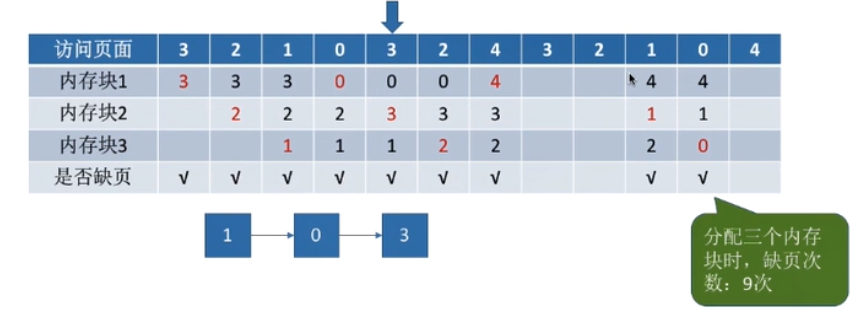 访问页面 3 2 1 0 3 2 4 3 2 1 0 4
内存块1 3 3 3 0 0 0 4 4 4
内存块2 2 2 2 3 3 3 1 1
内存块3 1 1 1 2 2 2 0
是否缺页 √ √ √ √ √ √ √ √ √
1 0 3
分配三个内存
块时，缺页次
数：9次